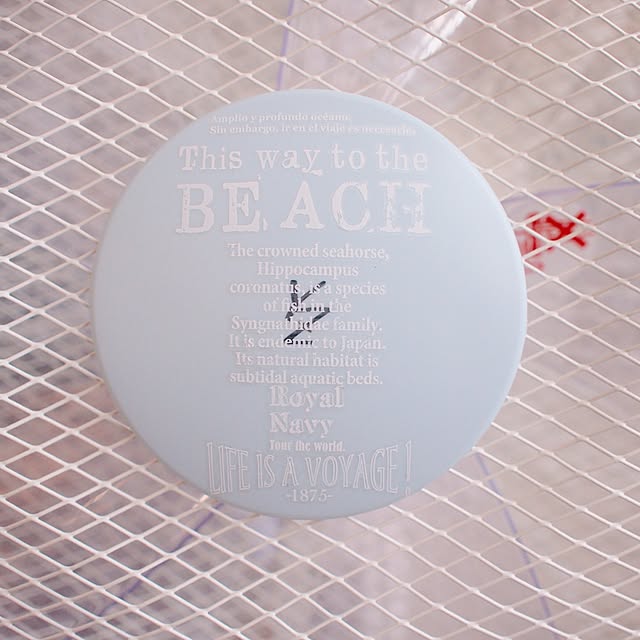 Amplio y profundo océano.
Sin embargo, ir en el viaje es necesario
This way to the
BEACH
The crowned seahorse,
Hippocampus
coronatus is a species
of fish in the
Syngnathidae family.
It is endemic to Japan.
Its natural habitat is
subtidal aquatic beds.
Royal
Navy
Tour the world.
LIFE IS A VOYAGE!
-1875-